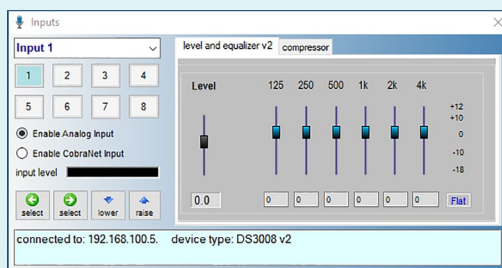 Inputs
Input 1
1 2 3 4
5 6 7 8
Enable Analog Input
Enable CobraNet Input
input level
select select lower raise
level and equalizer v2 compressor
Level 125 250 500 1k 2k 4k
+12
+10
0
-10
-18
0.0 0 0 0 0 0 0 Flat
connected to: 192.168.100.5. device type: DS3008 v2